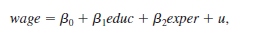 wage = β₀ + β₁educ + β₂exper + u,